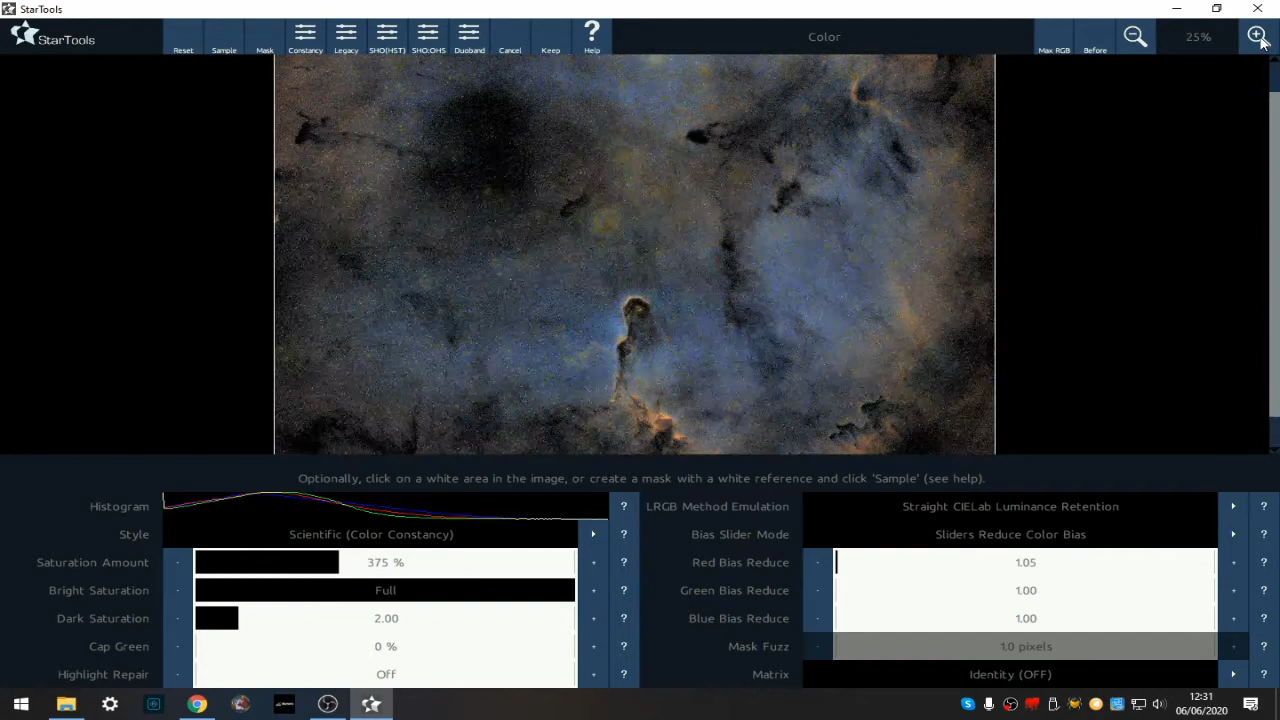 StarTools
StarTools
Reset
Sample
Mask
Constancy
Legacy
SHO(HST)
SHO:OHS
Duoband
Cancel
Keep
?
Help
Color
Max RGB
Before
25%
Optionally, click on a white area in the image, or create a mask with a white reference and click 'Sample' (see help).
Histogram ?
Style Scientific (Color Constancy) ?
Saturation Amount - 375 % + ?
Bright Saturation - Full + ?
Dark Saturation - 2.00 + ?
Cap Green - 0 % + ?
Highlight Repair - Off + ?
LRGB Method Emulation Straight CIELab Luminance Retention ?
Bias Slider Mode Sliders Reduce Color Bias ?
Red Bias Reduce - 1.05 + ?
Green Bias Reduce - 1.00 + ?
Blue Bias Reduce - 1.00 + ?
Mask Fuzz - 1.0 pixels + ?
Matrix Identity (OFF) ?
12:31
06/06/2020